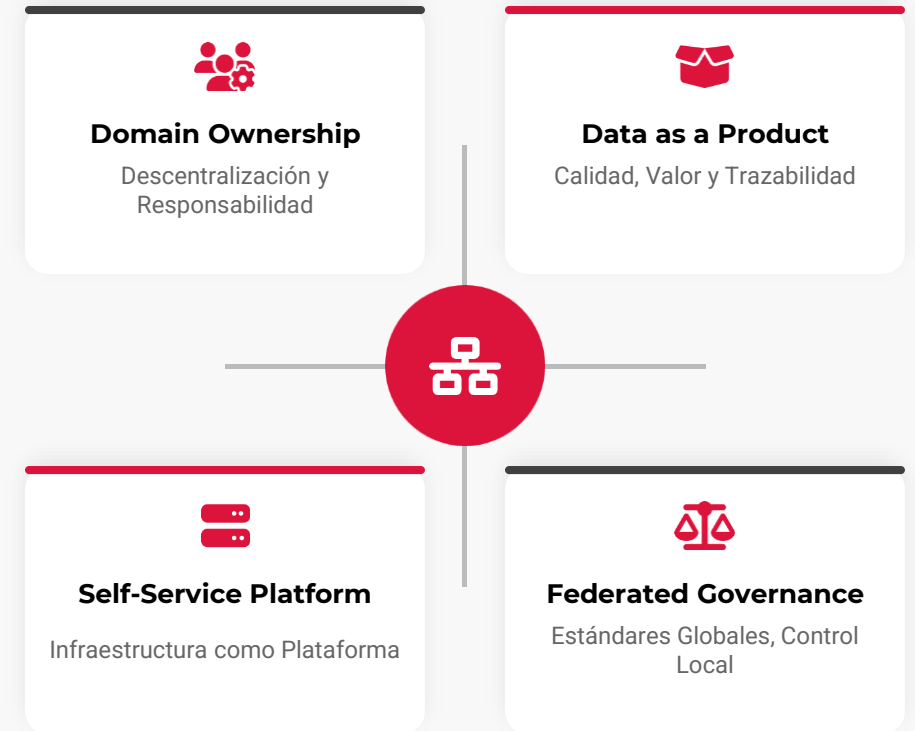 Domain Ownership
Descentralización y
Responsabilidad
Data as a Product
Calidad, Valor y Trazabilidad
Self-Service Platform
Infraestructura como Plataforma
Federated Governance
Estándares Globales, Control
Local